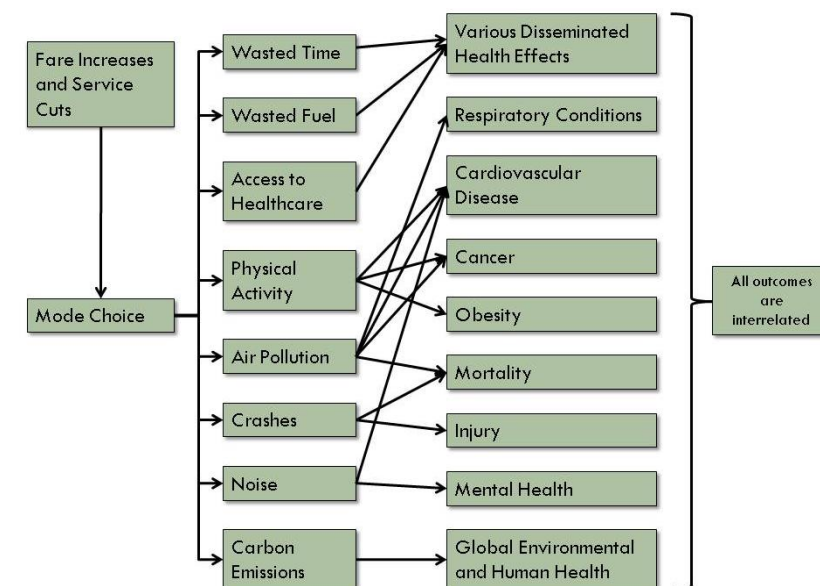 Fare Increases
and Service
Cuts
Mode Choice
Wasted Time
Wasted Fuel
Access to
Healthcare
Physical
Activity
Air Pollution
Crashes
Noise
Carbon
Emissions
Various Disseminated
Health Effects
Respiratory Conditions
Cardiovascular
Disease
Cancer
Obesity
Mortality
Injury
Mental Health
Global Environmental
and Human Health
All outcomes
are
interrelated